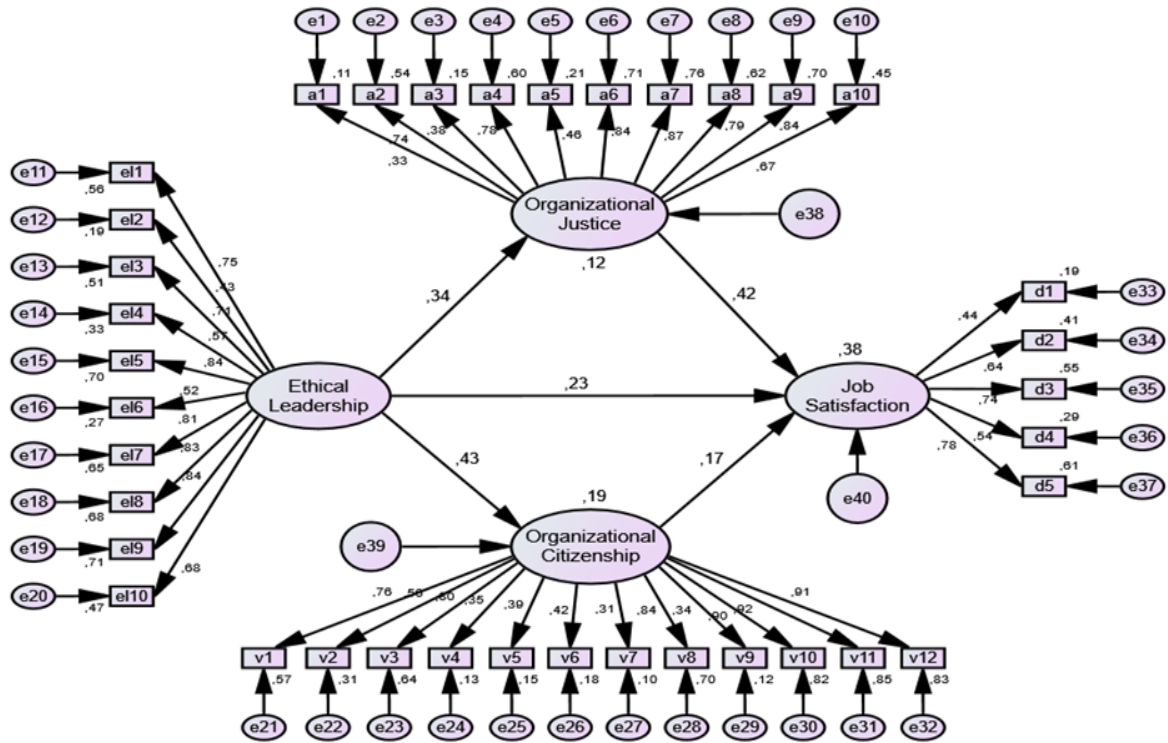 e1 e2 e3 e4 e5 e6 e7 e8 e9 e10
,11 ,54 ,15 ,60 ,21 ,71 ,76 ,62 ,70 ,45
a1 a2 a3 a4 a5 a6 a7 a8 a9 a10
,33 ,74 ,38 ,78 ,46 ,84 ,87 ,79 ,84 ,67
Organizational
Justice
,12
e38
e11 el1
,56
e12 el2
,19
e13 el3
,51
e14 el4
,33
e15 el5
,70
e16 el6
,27
e17 el7
,65
e18 el8
,68
e19 el9
,71
e20 el10
,47
,75
,43
,71
,57
,84
,52
,81
,83
,84
,68
Ethical
Leadership
,34
,42
,23
,43
,17
,38
Job
Satisfaction
e40
,44
,64
,74
,54
,78
,19
d1 e33
,41
d2 e34
,55
d3 e35
,29
d4 e36
,61
d5 e37
,19
Organizational
Citizenship
e39
,76 ,80 ,35 ,39 ,42 ,31 ,84 ,34 ,90 ,92 ,91
v1 v2 v3 v4 v5 v6 v7 v8 v9 v10 v11 v12
,57 ,31 ,64 ,13 ,15 ,18 ,10 ,70 ,12 ,82 ,85 ,83
e21 e22 e23 e24 e25 e26 e27 e28 e29 e30 e31 e32